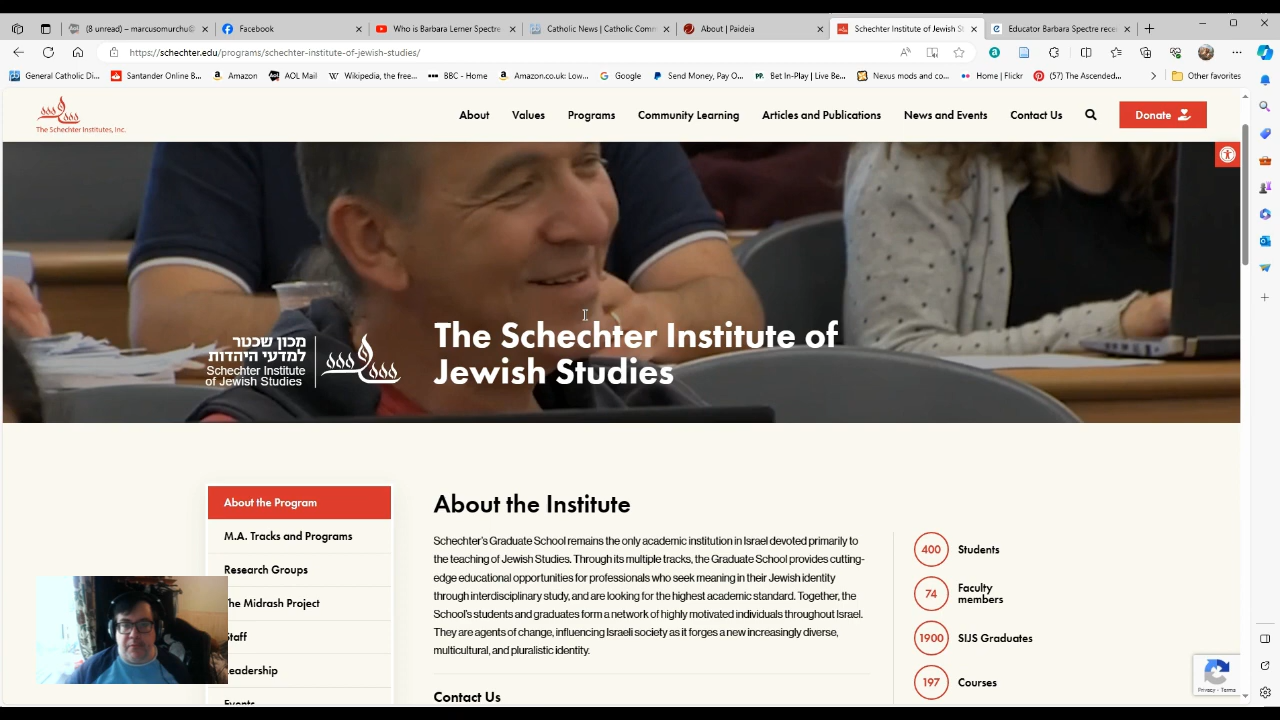 (8 unread) – arcusomurchu@
Facebook
Who is Barbara Lerner Spectre
Catholic News | Catholic Com
About | Paideia
Schechter Institute of Jewish St
Educator Barbara Spectre rece
https://schechter.edu/programs/schechter-institute-of-jewish-studies/
General Catholic Di...
Santander Online B...
Amazon
AOL Mail
Wikipedia, the free...
BBC - Home
Amazon.co.uk: Low...
Google
Send Money, Pay O...
Bet In-Play | Live Be...
Nexus mods and co...
Home | Flickr
(57) The Ascended...
Other favorites
The Schechter Institutes, Inc.
About
Values
Programs
Community Learning
Articles and Publications
News and Events
Contact Us
Donate
מכון שכטר
למדעי היהדות
Schechter Institute
of Jewish Studies
The Schechter Institute of
Jewish Studies
About the Program
M.A. Tracks and Programs
Research Groups
The Midrash Project
Staff
Leadership
Events
About the Institute
Schechter's Graduate School remains the only academic institution in Israel devoted primarily to
the teaching of Jewish Studies. Through its multiple tracks, the Graduate School provides cutting-
edge educational opportunities for professionals who seek meaning in their Jewish identity
through interdisciplinary study, and are looking for the highest academic standard. Together, the
School's students and graduates form a network of highly motivated individuals throughout Israel.
They are agents of change, influencing Israeli society as it forges a new increasingly diverse,
multicultural, and pluralistic identity.
Contact Us
400 Students
74 Faculty
members
1900 SIJS Graduates
197 Courses
Privacy - Terms